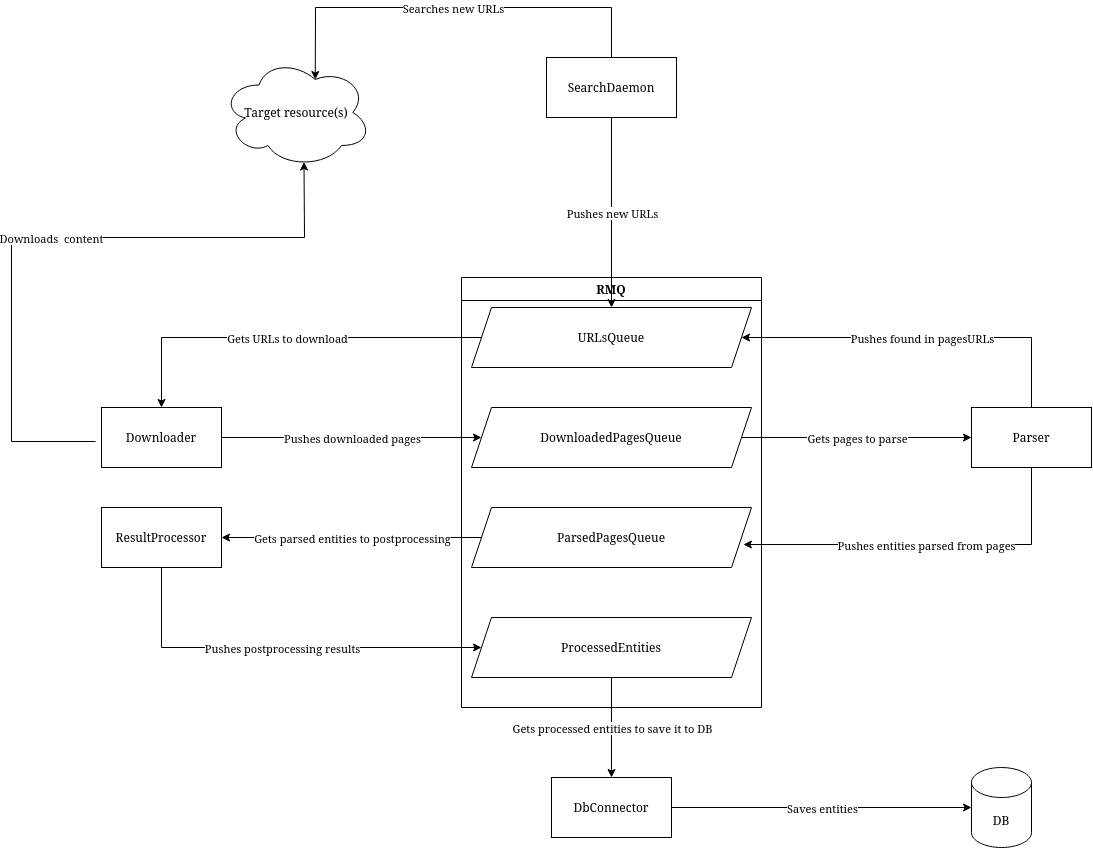 Searches new URLs
SearchDaemon
Target resource(s)
Pushes new URLs
Downloads  content
RMQ
URLsQueue
Gets URLs to download
Pushes found in pagesURLs
Downloader
Pushes downloaded pages
DownloadedPagesQueue
Gets pages to parse
Parser
ResultProcessor
Gets parsed entities to postprocessing
ParsedPagesQueue
Pushes entities parsed from pages
Pushes postprocessing results
ProcessedEntities
Gets processed entities to save it to DB
DbConnector
Saves entities
DB